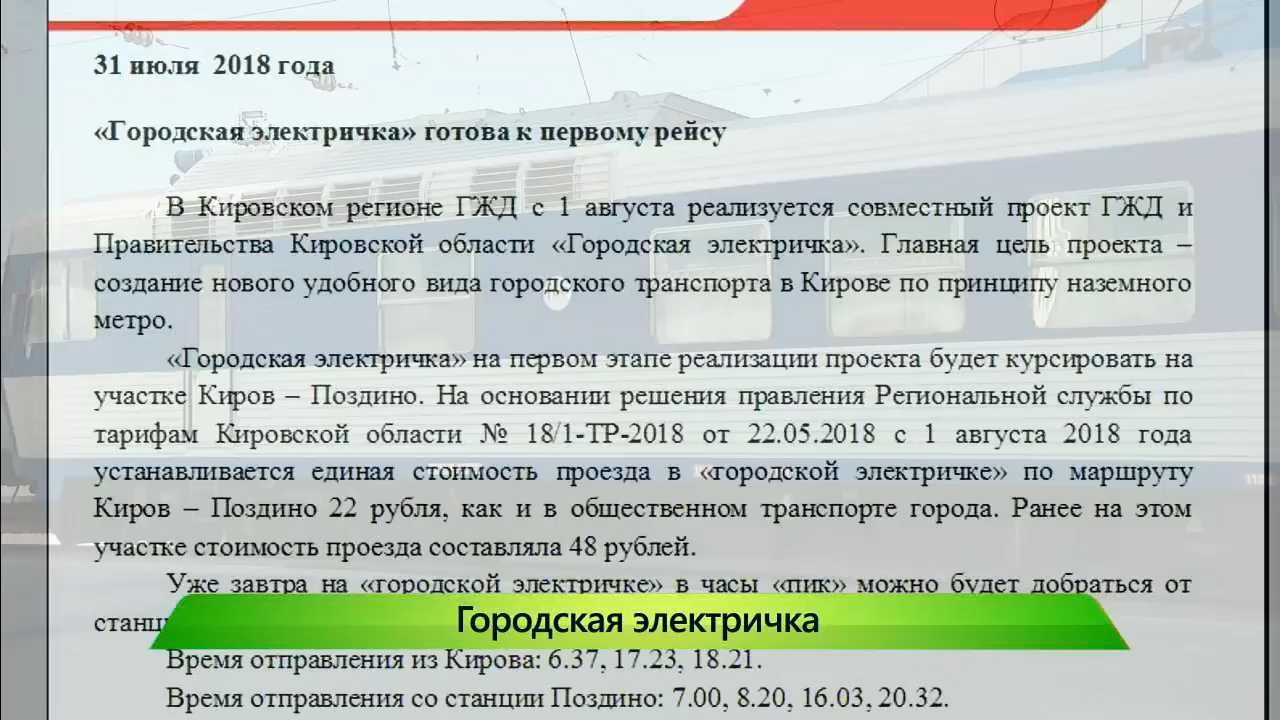 31 июля 2018 года
«Городская электричка» готова к первому рейсу
В Кировском регионе ГЖД с 1 августа реализуется совместный проект ГЖД и
Правительства Кировской области «Городская электричка». Главная цель проекта –
создание нового удобного вида городского транспорта в Кирове по принципу наземного
метро.
«Городская электричка» на первом этапе реализации проекта будет курсировать на
участке Киров – Поздино. На основании решения правления Региональной службы по
тарифам Кировской области № 18/1-ТР-2018 от 22.05.2018 с 1 августа 2018 года
устанавливается единая стоимость проезда в «городской электричке» по маршруту
Киров – Поздино 22 рубля, как и в общественном транспорте города. Ранее на этом
участке стоимость проезда составляла 48 рублей.
Уже завтра на «городской электричке» в часы «пик» можно будет добраться от
Городская электричка
Время отправления из Кирова: 6.37, 17.23, 18.21.
Время отправления со станции Поздино: 7.00, 8.20, 16.03, 20.32.